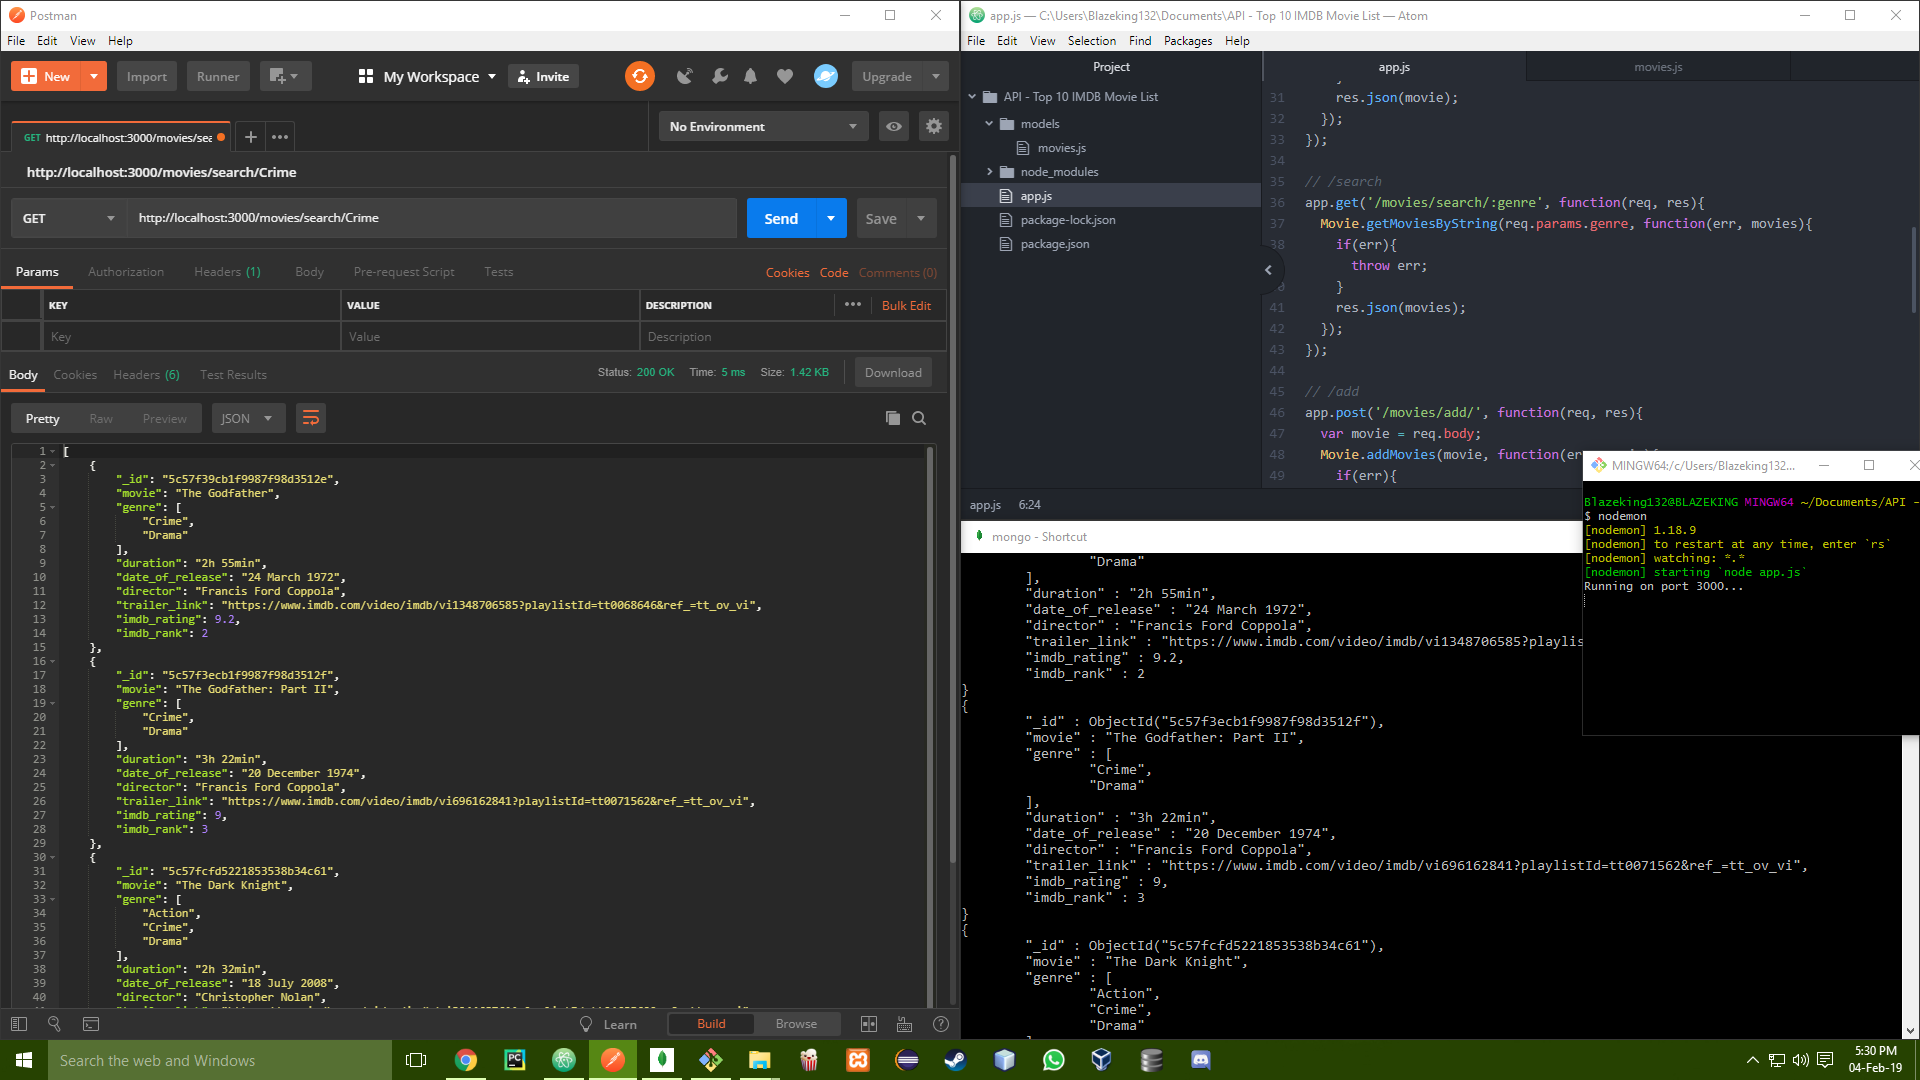 Postman
File Edit View Help
New Import Runner My Workspace Invite Upgrade
GET http://localhost:3000/movies/sea
No Environment
http://localhost:3000/movies/search/Crime
GET http://localhost:3000/movies/search/Crime Send Save
Params Authorization Headers (1) Body Pre-request Script Tests Cookies Code Comments (0)
KEY VALUE DESCRIPTION Bulk Edit
Key Value Description
Body Cookies Headers (6) Test Results Status: 200 OK Time: 5 ms Size: 1.42 KB Download
Pretty Raw Preview JSON
1 [
2 {
3 "_id": "5c57f39cb1f9987f98d3512e",
4 "movie": "The Godfather",
5 "genre": [
6 "Crime",
7 "Drama"
8 ],
9 "duration": "2h 55min",
10 "date_of_release": "24 March 1972",
11 "director": "Francis Ford Coppola",
12 "trailer_link": "https://www.imdb.com/video/imdb/vi1348706585?playlistId=tt0068646&ref_=tt_ov_vi",
13 "imdb_rating": 9.2,
14 "imdb_rank": 2
15 },
16 {
17 "_id": "5c57f3ecb1f9987f98d3512f",
18 "movie": "The Godfather: Part II",
19 "genre": [
20 "Crime",
21 "Drama"
22 ],
23 "duration": "3h 22min",
24 "date_of_release": "20 December 1974",
25 "director": "Francis Ford Coppola",
26 "trailer_link": "https://www.imdb.com/video/imdb/vi696162841?playlistId=tt0071562&ref_=tt_ov_vi",
27 "imdb_rating": 9,
28 "imdb_rank": 3
29 },
30 {
31 "_id": "5c57fcfd5221853538b34c61",
32 "movie": "The Dark Knight",
33 "genre": [
34 "Action",
35 "Crime",
36 "Drama"
37 ],
38 "duration": "2h 32min",
39 "date_of_release": "18 July 2008",
40 "director": "Christopher Nolan",
Learn Build Browse
app.js — C:\Users\Blazeking132\Documents\API - Top 10 IMDB Movie List — Atom
File Edit View Selection Find Packages Help
Project
API - Top 10 IMDB Movie List
models
movies.js
node_modules
app.js
package-lock.json
package.json
app.js movies.js
31 res.json(movie);
32 });
33 });
34
35 // /search
36 app.get('/movies/search/:genre', function(req, res){
37 Movie.getMoviesByString(req.params.genre, function(err, movies){
38 if(err){
throw err;
}
41 res.json(movies);
42 });
43 });
44
45 // /add
46 app.post('/movies/add/', function(req, res){
47 var movie = req.body;
48 Movie.addMovies(movie, function(er
49 if(err){
app.js 6:24
mongo - Shortcut
"Drama"
],
"duration" : "2h 55min",
"date_of_release" : "24 March 1972",
"director" : "Francis Ford Coppola",
"trailer_link" : "https://www.imdb.com/video/imdb/vi1348706585?playlis
"imdb_rating" : 9.2,
"imdb_rank" : 2
}
{
"_id" : ObjectId("5c57f3ecb1f9987f98d3512f"),
"movie" : "The Godfather: Part II",
"genre" : [
"Crime",
"Drama"
],
"duration" : "3h 22min",
"date_of_release" : "20 December 1974",
"director" : "Francis Ford Coppola",
"trailer_link" : "https://www.imdb.com/video/imdb/vi696162841?playlistId=tt0071562&ref_=tt_ov_vi",
"imdb_rating" : 9,
"imdb_rank" : 3
}
{
"_id" : ObjectId("5c57fcfd5221853538b34c61"),
"movie" : "The Dark Knight",
"genre" : [
"Action",
"Crime",
"Drama"
MINGW64:/c/Users/Blazeking132...
Blazeking132@BLAZEKING MINGW64 ~/Documents/API -
$ nodemon
[nodemon] 1.18.9
[nodemon] to restart at any time, enter `rs`
[nodemon] watching: *.*
[nodemon] starting `node app.js`
Running on port 3000...
Search the web and Windows
5:30 PM
04-Feb-19